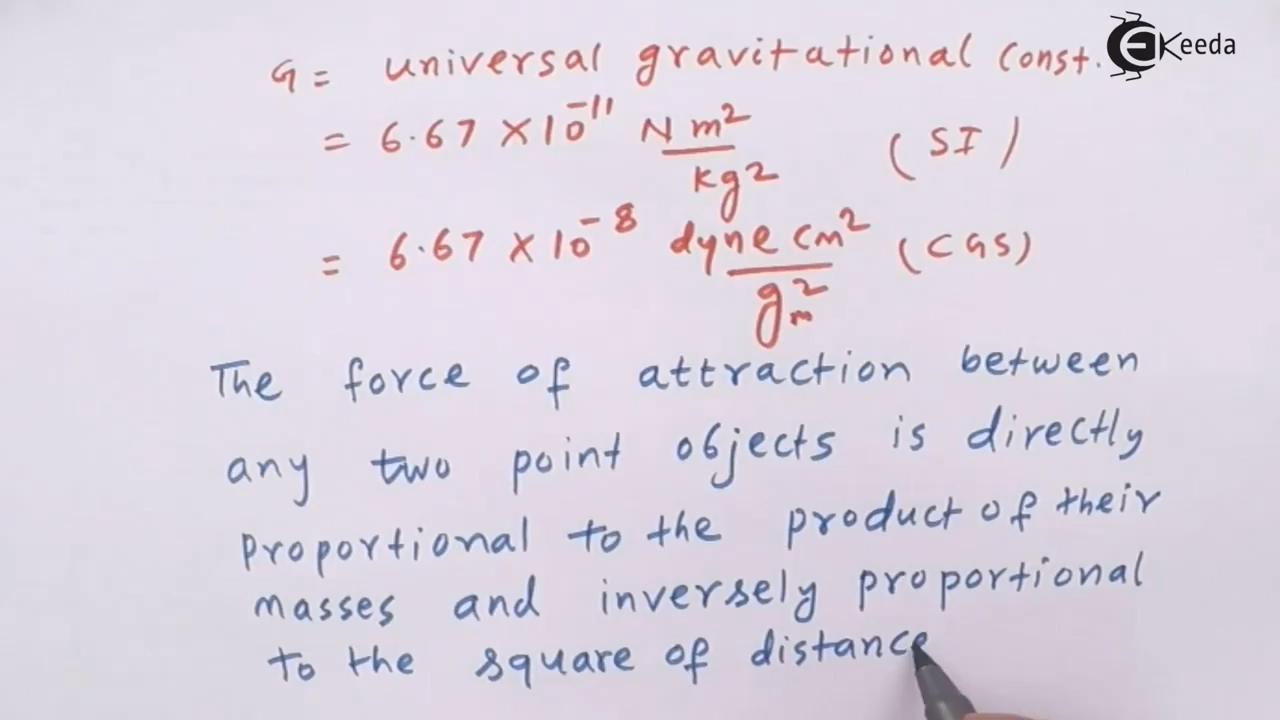 G = universal gravitational const.
EKeeda
= 6.67 × 10⁻¹¹ N m² / kg² (SI)
= 6.67 × 10⁻⁸ dyne cm² / gm² (CGS)
The force of attraction between
any two point objects is directly
proportional to the product of their
masses and inversely proportional
to the square of distance